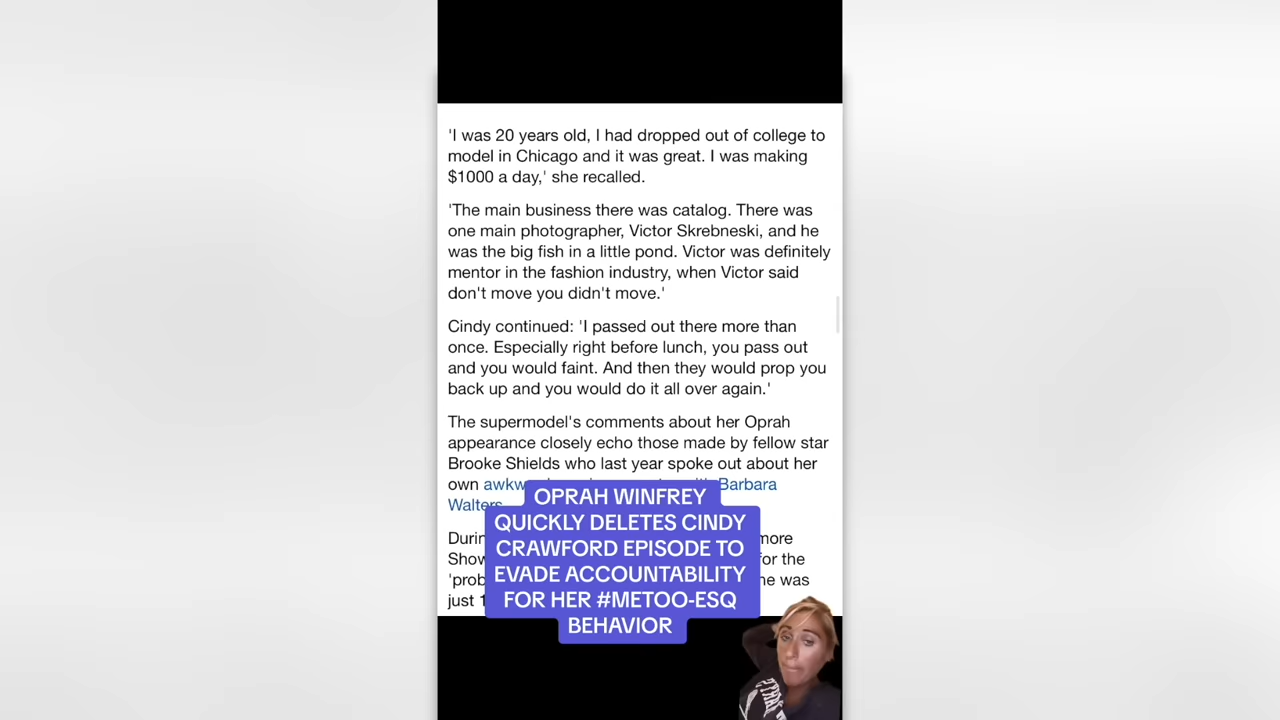 'I was 20 years old, I had dropped out of college to
model in Chicago and it was great. I was making
$1000 a day,' she recalled.
'The main business there was catalog. There was
one main photographer, Victor Skrebneski, and he
was the big fish in a little pond. Victor was definitely
mentor in the fashion industry, when Victor said
don't move you didn't move.'
Cindy continued: 'I passed out there more than
once. Especially right before lunch, you pass out
and you would faint. And then they would prop you
back up and you would do it all over again.'
The supermodel's comments about her Oprah
appearance closely echo those made by fellow star
Brooke Shields who last year spoke out about her
own Barbara
Walters
more
for the
was
just
OPRAH WINFREY
QUICKLY DELETES CINDY
CRAWFORD EPISODE TO
EVADE ACCOUNTABILITY
FOR HER #METOO-ESQ
BEHAVIOR